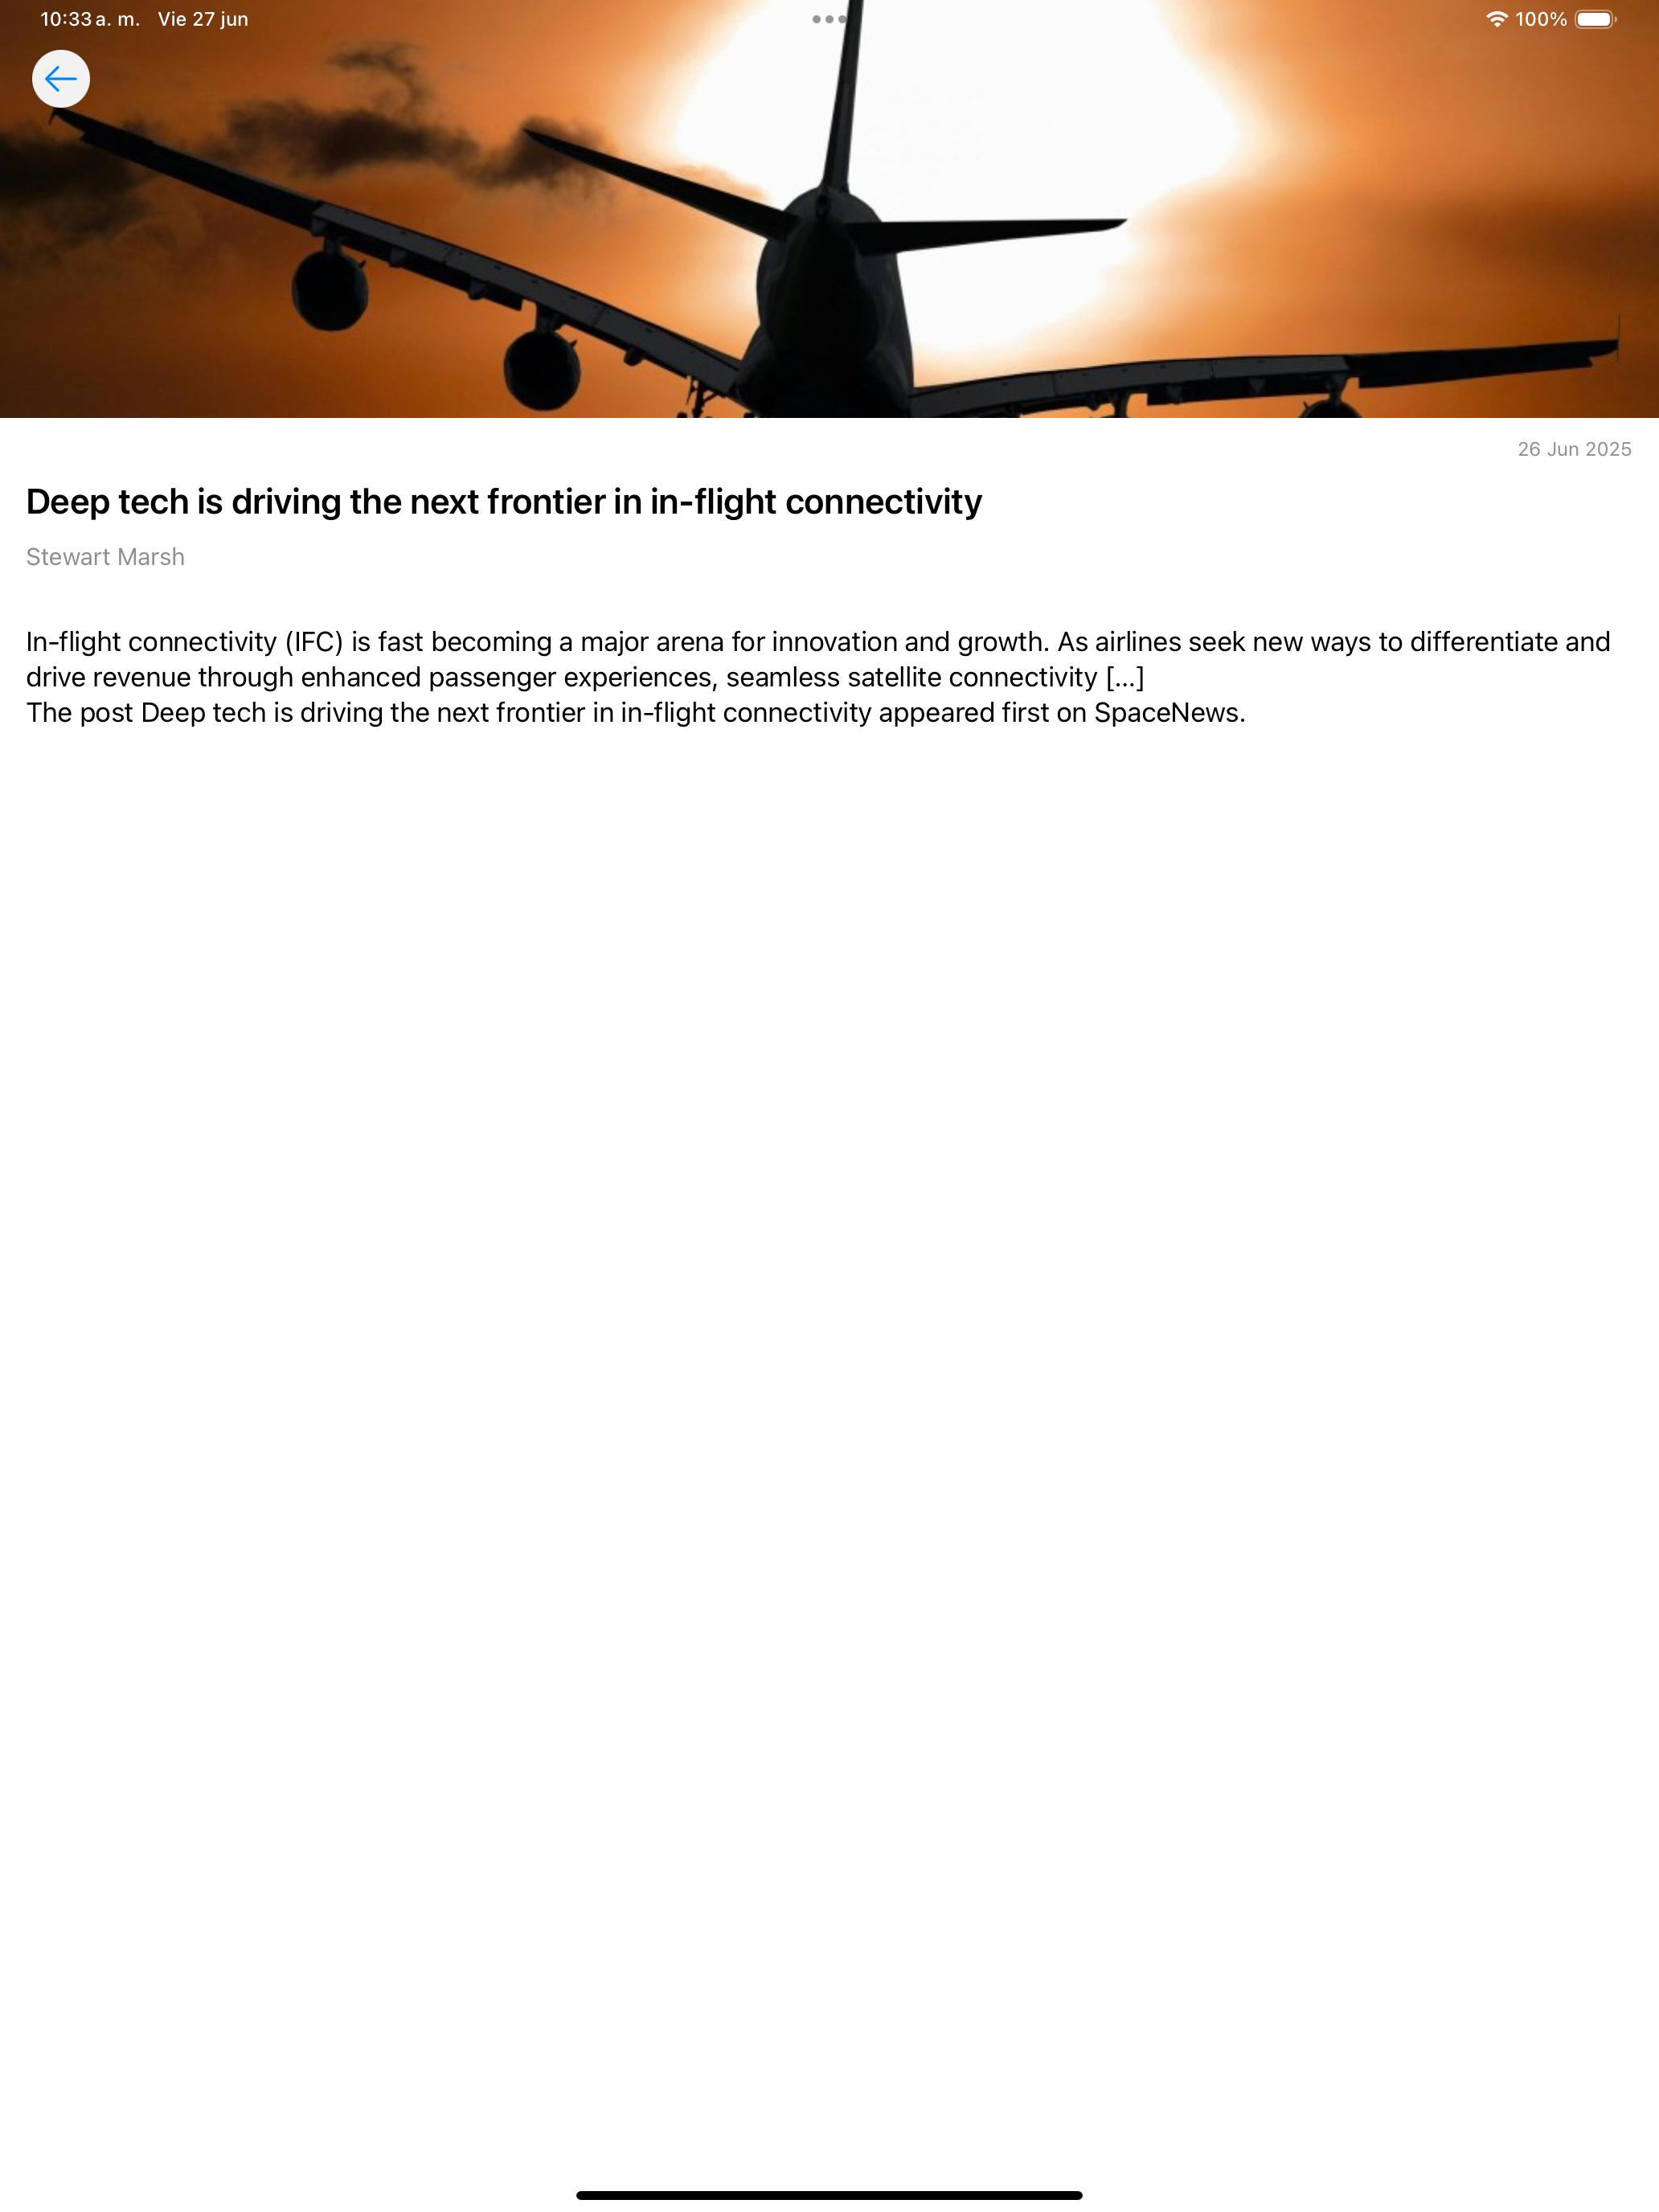 10:33 a. m. Vie 27 jun 100%
26 Jun 2025
Deep tech is driving the next frontier in in-flight connectivity
Stewart Marsh
In-flight connectivity (IFC) is fast becoming a major arena for innovation and growth. As airlines seek new ways to differentiate and
drive revenue through enhanced passenger experiences, seamless satellite connectivity [...]
The post Deep tech is driving the next frontier in in-flight connectivity appeared first on SpaceNews.